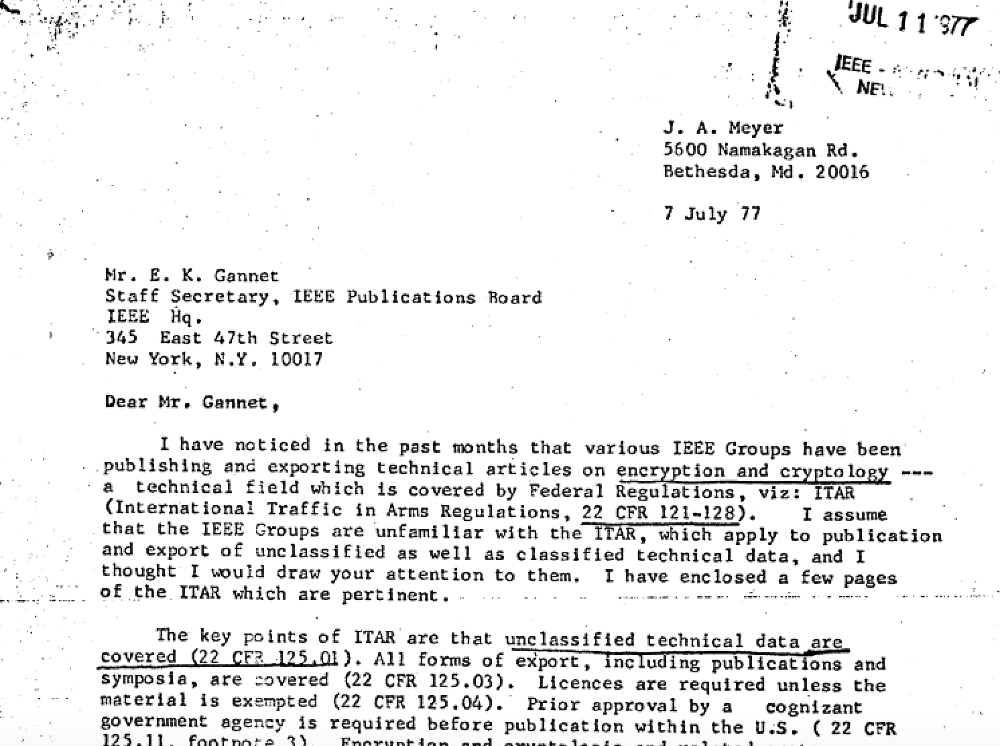 JUL 11 '977
IEEE -
J. A. Meyer
5600 Namakagan Rd.
Bethesda, Md. 20016
7 July 77
Mr. E. K. Gannet
Staff Secretary, IEEE Publications Board
IEEE Hq.
345 East 47th Street
New York, N.Y. 10017
Dear Mr. Gannet,
I have noticed in the past months that various IEEE Groups have been
publishing and exporting technical articles on encryption and cryptology ---
a technical field which is covered by Federal Regulations, viz: ITAR
(International Traffic in Arms Regulations, 22 CFR 121-128). I assume
that the IEEE Groups are unfamiliar with the ITAR, which apply to publication
and export of unclassified as well as classified technical data, and I
thought I would draw your attention to them. I have enclosed a few pages
of the ITAR which are pertinent.
The key points of ITAR are that unclassified technical data are
covered (22 CFR 125.01). All forms of export, including publications and
symposia, are covered (22 CFR 125.03). Licences are required unless the
material is exempted (22 CFR 125.04). Prior approval by a cognizant
government agency is required before publication within the U.S. ( 22 CFR
125.11, footnote 3). Encryption and